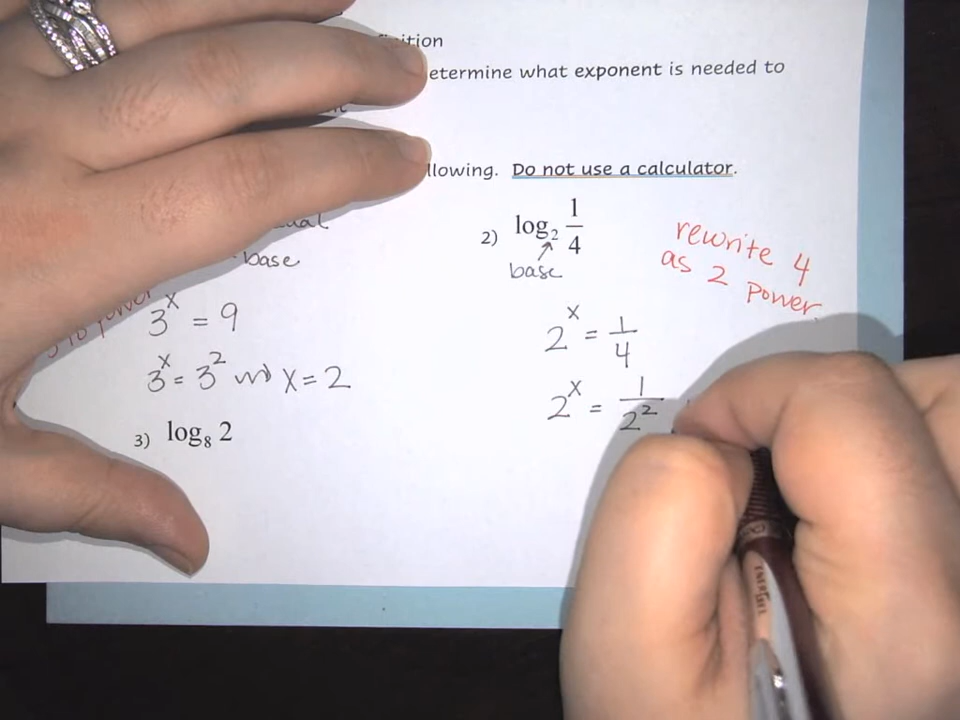 etermine what exponent is needed to
llowing. Do not use a calculator.
base
3^x = 9
3^x = 3^2 ⇝ x = 2
3) log₈ 2
2) log₂ 1/4
base
rewrite 4
as 2 power.
2^x = 1/4
2^x = 1/2^2